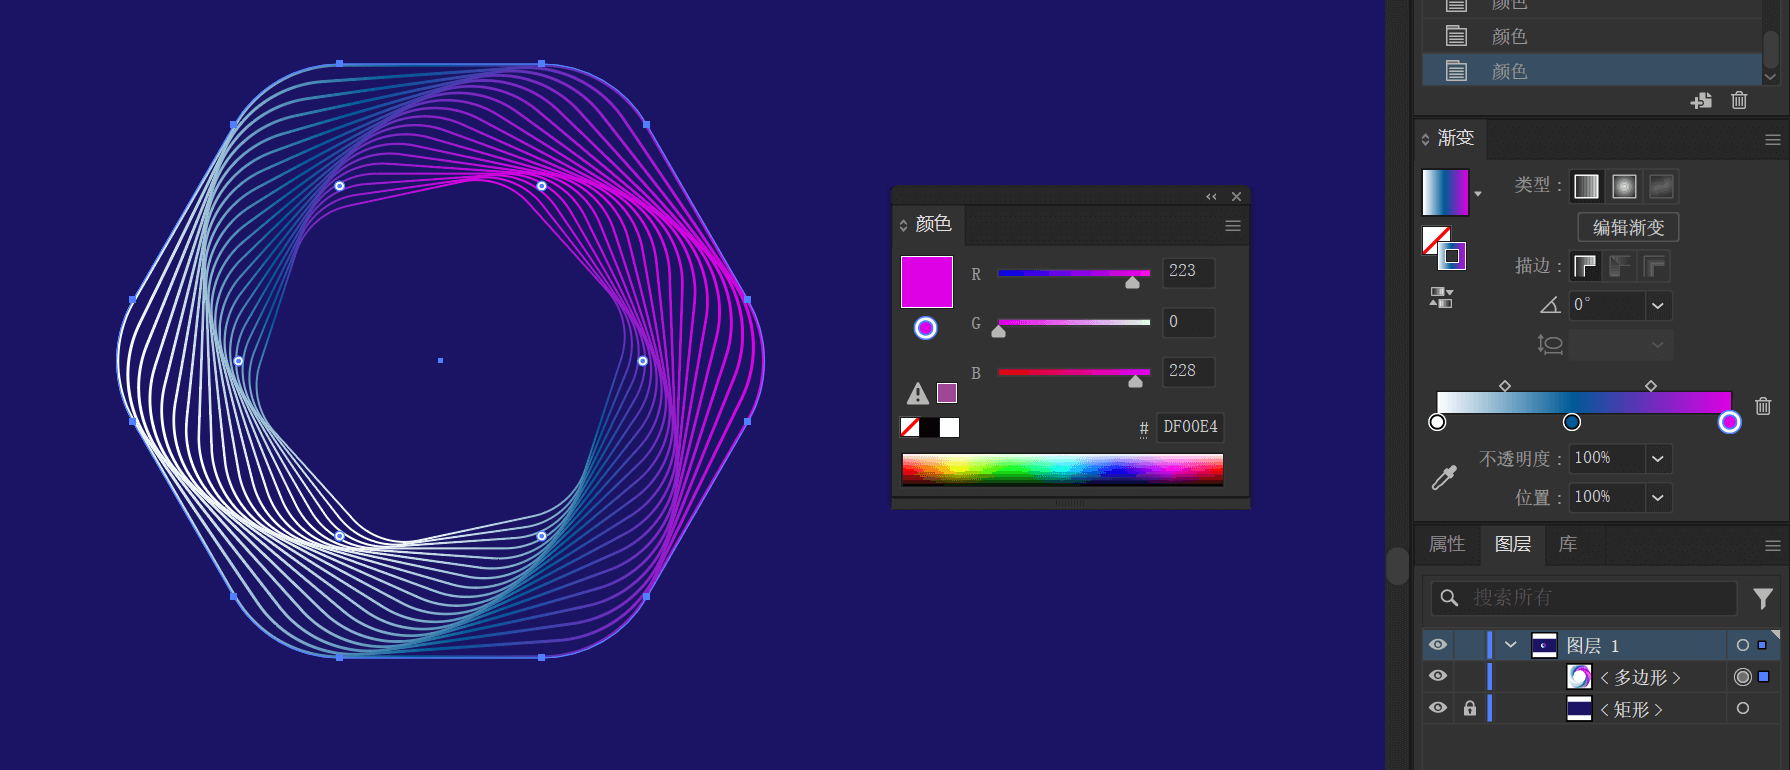 颜色
颜色
颜色
渐变
类型：
编辑渐变
描边：
0°
不透明度： 100%
位置： 100%
颜色
R 223
G 0
B 228
# DF00E4
属性 图层 库
搜索所有
图层 1
<多边形>
<矩形>